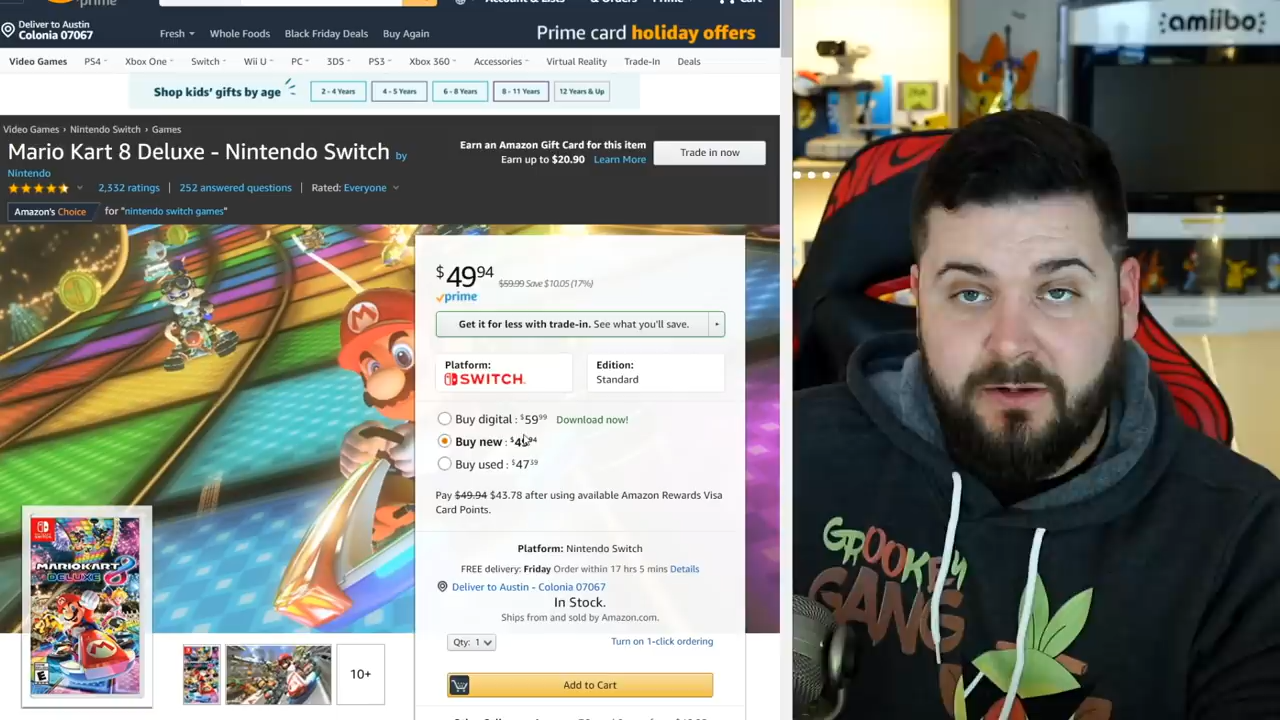 prime
Deliver to Austin
Colonia 07067
Fresh Whole Foods Black Friday Deals Buy Again
Prime card holiday offers
Video Games PS4 Xbox One Switch Wii U PC 3DS PS3 Xbox 360 Accessories Virtual Reality Trade-In Deals
Shop kids' gifts by age 2 - 4 Years 4 - 5 Years 6 - 8 Years 8 - 11 Years 12 Years & Up
Video Games › Nintendo Switch › Games
Mario Kart 8 Deluxe - Nintendo Switch by
Nintendo
2,332 ratings | 252 answered questions | Rated: Everyone
Amazon's Choice for "nintendo switch games"
Earn an Amazon Gift Card for this item
Earn up to $20.90 Learn More
Trade in now
$49.94 $59.99 Save $10.05 (17%)
prime
Get it for less with trade-in. See what you'll save.
Platform:
SWITCH.
Edition:
Standard
Buy digital : $59.99 Download now!
Buy new : $49.94
Buy used : $47.39
Pay $49.94 $43.78 after using available Amazon Rewards Visa
Card Points.
Platform: Nintendo Switch
FREE delivery: Friday Order within 17 hrs 5 mins Details
Deliver to Austin - Colonia 07067
In Stock.
Ships from and sold by Amazon.com.
Qty: 1
Turn on 1-click ordering
Add to Cart
MARIOKART 8
DELUXE
10+
amiibo
GROOKEY
GANG